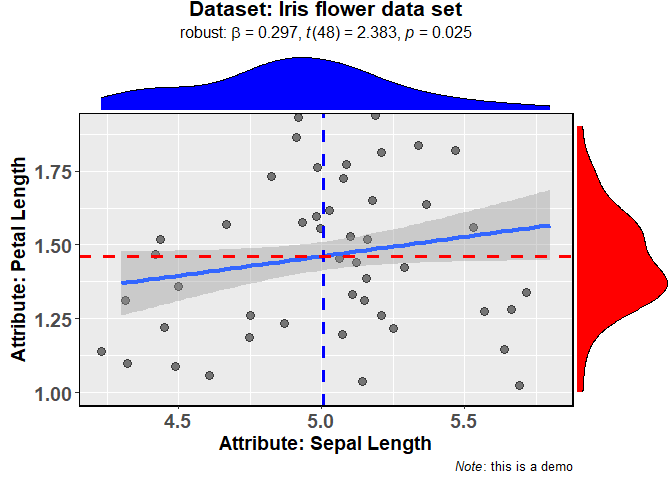 Dataset: Iris flower data set
robust: β = 0.297, t(48) = 2.383, p = 0.025
Attribute: Petal Length
1.75
1.50
1.25
1.00
4.5 5.0 5.5
Attribute: Sepal Length
Note: this is a demo